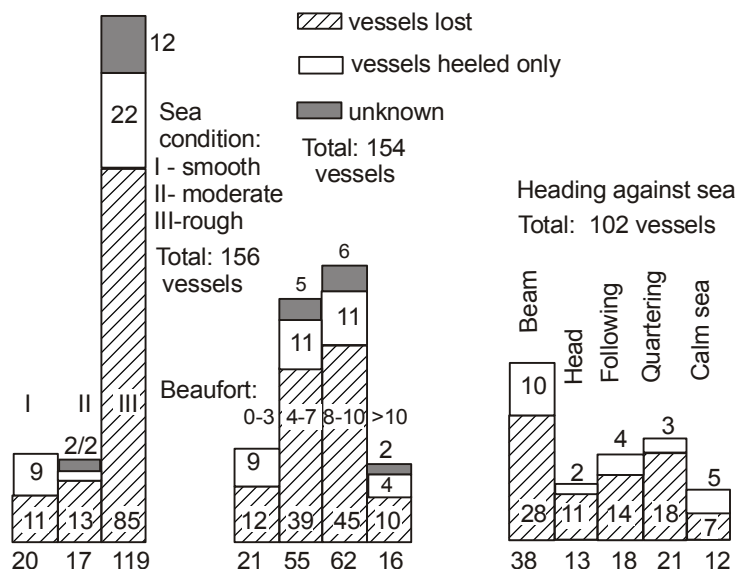 12
22
Sea
condition:
I - smooth
II- moderate
III-rough
Total: 156
vessels
I
II
III
2/2
9
11
13
85
20
17
119
vessels lost
vessels heeled only
unknown
Total: 154
vessels
Beaufort:
0-3
4-7
8-10
>10
5
6
11
11
9
2
4
12
39
45
10
21
55
62
16
Heading against sea
Total: 102 vessels
Beam
Head
Following
Quartering
Calm sea
10
2
4
3
5
28
11
14
18
7
38
13
18
21
12